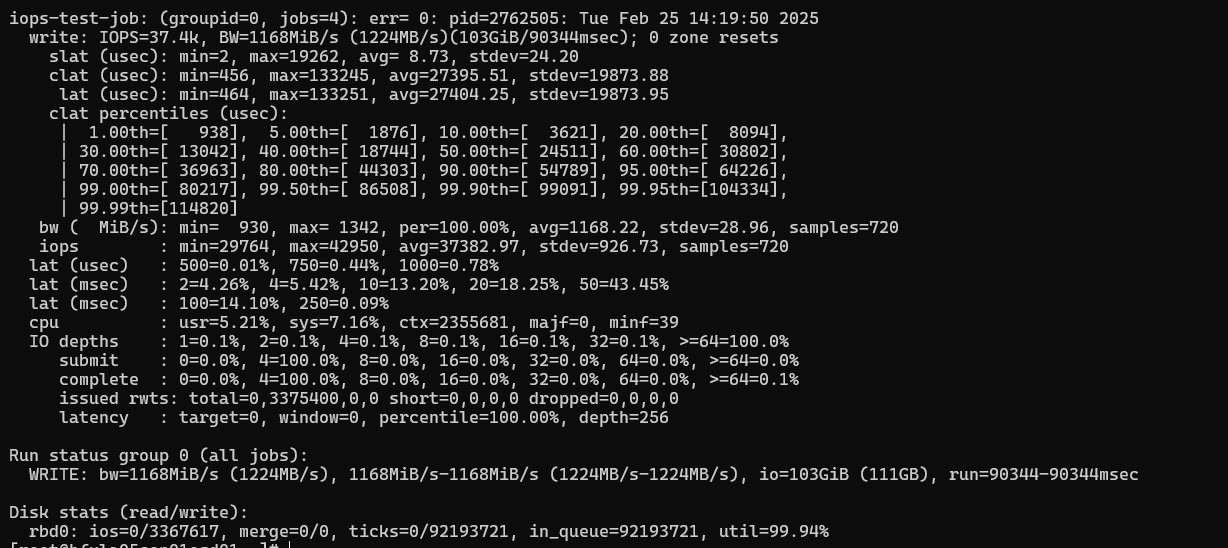 iops-test-job: (groupid=0, jobs=4): err= 0: pid=2762505: Tue Feb 25 14:19:50 2025
  write: IOPS=37.4k, BW=1168MiB/s (1224MB/s)(103GiB/90344msec); 0 zone resets
    slat (usec): min=2, max=19262, avg= 8.73, stdev=24.20
    clat (usec): min=456, max=133245, avg=27395.51, stdev=19873.88
     lat (usec): min=464, max=133251, avg=27404.25, stdev=19873.95
    clat percentiles (usec):
     |  1.00th=[   938],  5.00th=[  1876], 10.00th=[  3621], 20.00th=[  8094],
     | 30.00th=[ 13042], 40.00th=[ 18744], 50.00th=[ 24511], 60.00th=[ 30802],
     | 70.00th=[ 36963], 80.00th=[ 44303], 90.00th=[ 54789], 95.00th=[ 64226],
     | 99.00th=[ 80217], 99.50th=[ 86508], 99.90th=[ 99091], 99.95th=[104334],
     | 99.99th=[114820]
   bw (  MiB/s): min=  930, max= 1342, per=100.00%, avg=1168.22, stdev=28.96, samples=720
   iops        : min=29764, max=42950, avg=37382.97, stdev=926.73, samples=720
  lat (usec)   : 500=0.01%, 750=0.44%, 1000=0.78%
  lat (msec)   : 2=4.26%, 4=5.42%, 10=13.20%, 20=18.25%, 50=43.45%
  lat (msec)   : 100=14.10%, 250=0.09%
  cpu          : usr=5.21%, sys=7.16%, ctx=2355681, majf=0, minf=39
  IO depths    : 1=0.1%, 2=0.1%, 4=0.1%, 8=0.1%, 16=0.1%, 32=0.1%, >=64=100.0%
     submit    : 0=0.0%, 4=100.0%, 8=0.0%, 16=0.0%, 32=0.0%, 64=0.0%, >=64=0.0%
     complete  : 0=0.0%, 4=100.0%, 8=0.0%, 16=0.0%, 32=0.0%, 64=0.0%, >=64=0.1%
     issued rwts: total=0,3375400,0,0 short=0,0,0,0 dropped=0,0,0,0
     latency   : target=0, window=0, percentile=100.00%, depth=256

Run status group 0 (all jobs):
  WRITE: bw=1168MiB/s (1224MB/s), 1168MiB/s-1168MiB/s (1224MB/s-1224MB/s), io=103GiB (111GB), run=90344-90344msec

Disk stats (read/write):
  rbd0: ios=0/3367617, merge=0/0, ticks=0/92193721, in_queue=92193721, util=99.94%